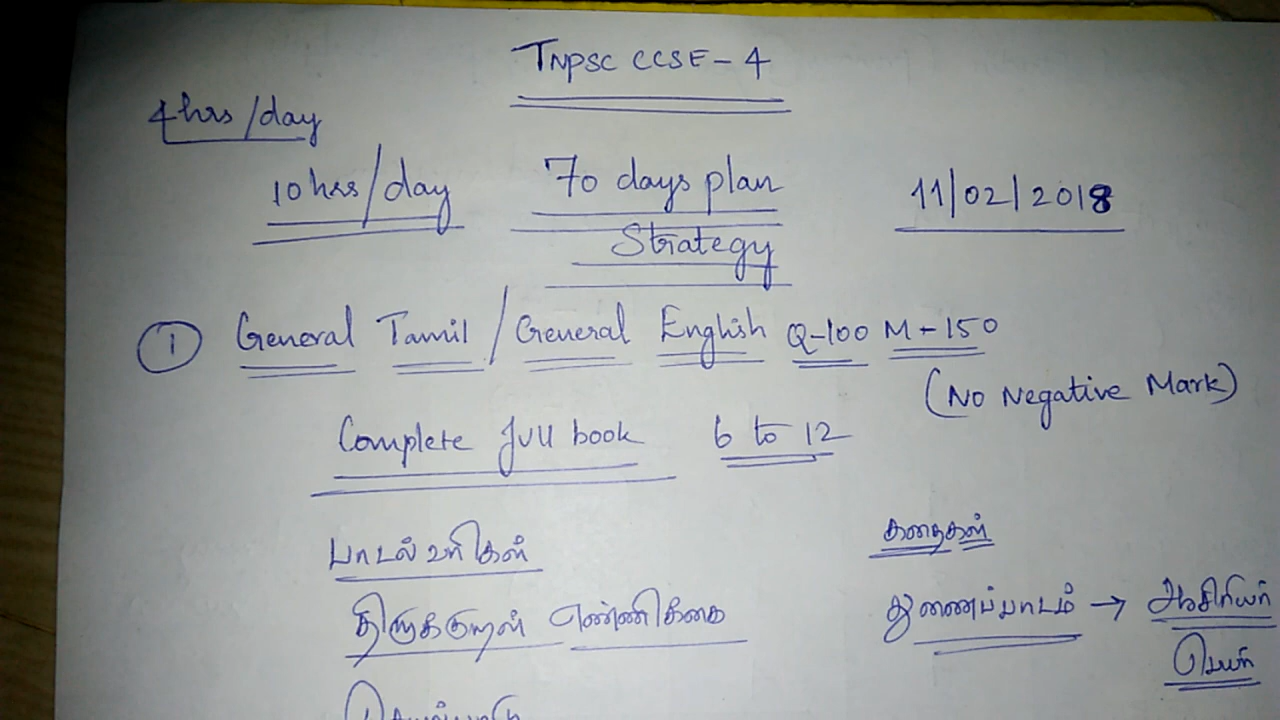 TNPSC CCSE - 4
4hrs/day
10hrs/day 70 days plan 11/02/2018
Strategy
① General Tamil / General English Q-100 M-150
(No Negative Mark)
Complete full book 6 to 12
பாடல் வரிகள் கதைகள்
திருக்குறள் எண்ணிக்கை துணைப்பாடம் → ஆசிரியர்
பெயர்